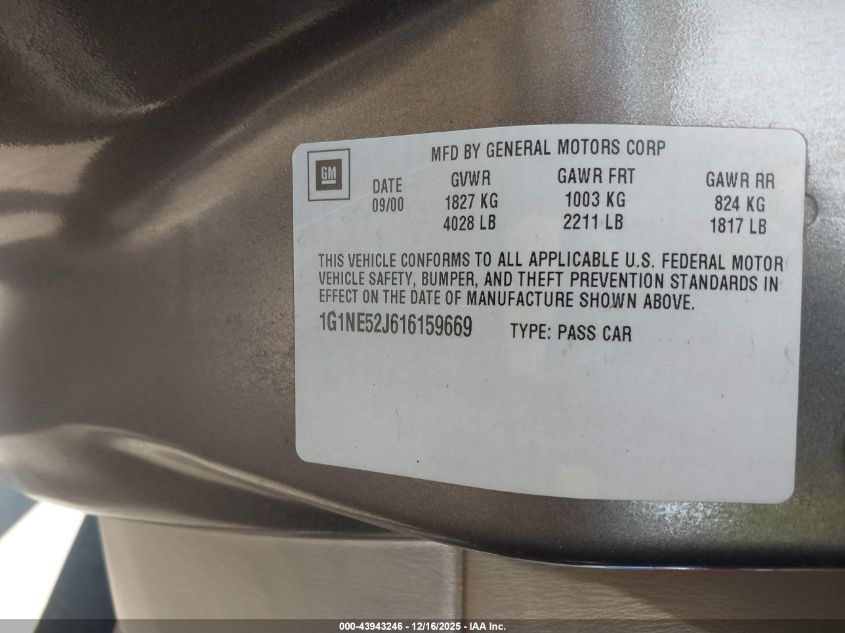 MFD BY GENERAL MOTORS CORP
GM
DATE GVWR GAWR FRT GAWR RR
09/00 1827 KG 1003 KG 824 KG
4028 LB 2211 LB 1817 LB
THIS VEHICLE CONFORMS TO ALL APPLICABLE U.S. FEDERAL MOTOR
VEHICLE SAFETY, BUMPER, AND THEFT PREVENTION STANDARDS IN
EFFECT ON THE DATE OF MANUFACTURE SHOWN ABOVE.
1G1NE52J616159669 TYPE: PASS CAR
000-43943246 - 12/16/2025 - IAA Inc.